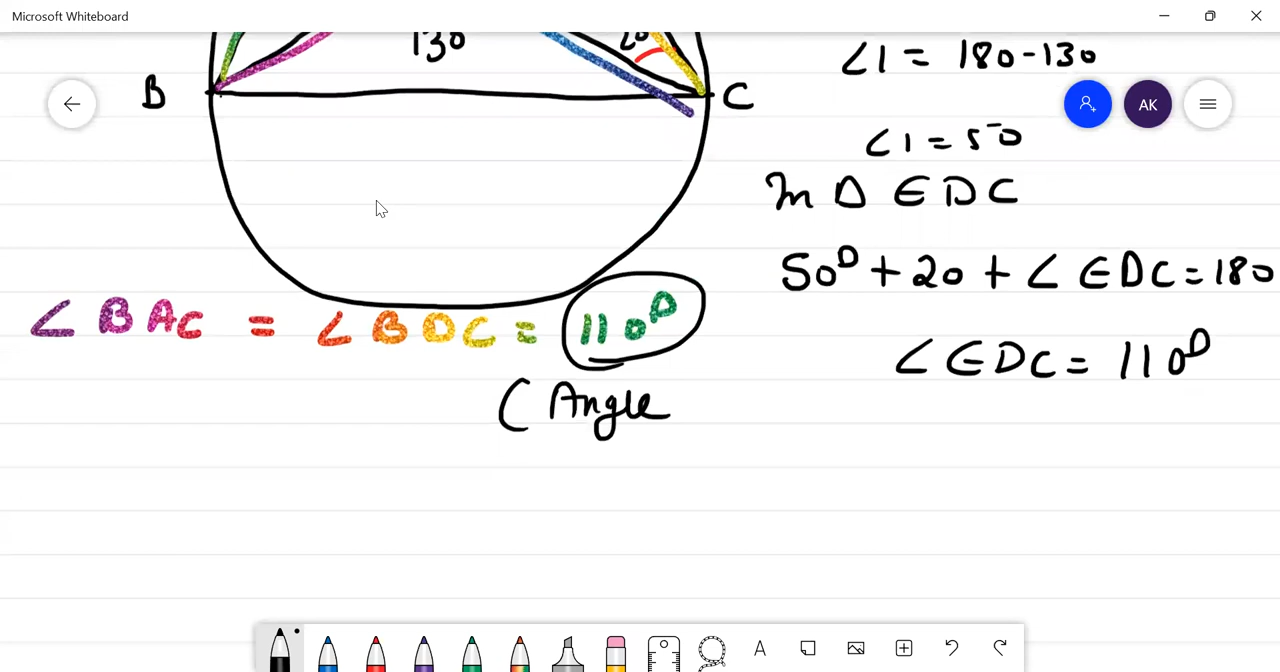 Microsoft Whiteboard
130
20
B
C
∠1 = 180-130
AK
∠1 = 50
In Δ EDC
50° + 20 + ∠EDC = 180
∠EDC = 110°
∠BAC = ∠BDC = 110°
(Angle
A